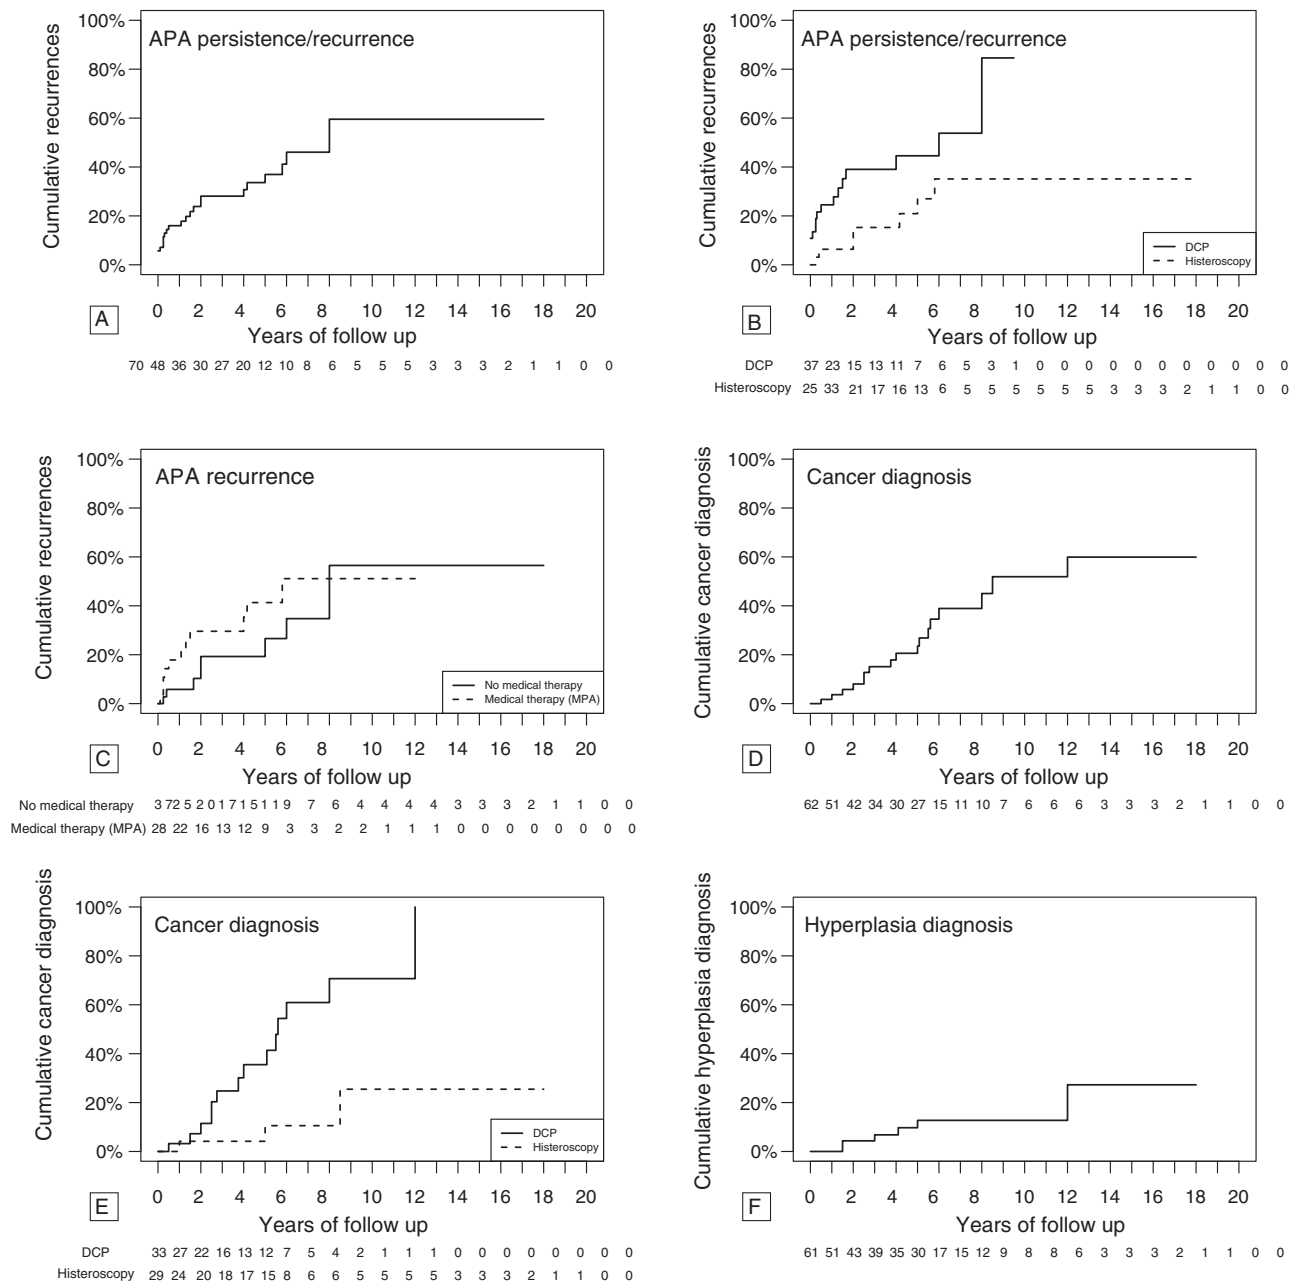 100%
80%
60%
40%
20%
0%
Cumulative recurrences
APA persistence/recurrence
0 2 4 6 8 10 12 14 16 18 20
A
Years of follow up
70 48 36 30 27 20 12 10 8 6 5 5 5 3 3 2 1 1 0 0
100%
80%
60%
40%
20%
0%
Cumulative recurrences
APA persistence/recurrence
DCP
Histeroscopy
0 2 4 6 8 10 12 14 16 18 20
B
Years of follow up
DCP 37 23 15 13 11 7 6 5 3 1 0 0 0 0 0 0 0 0 0 0
Histeroscopy 25 33 21 17 16 13 6 5 5 5 5 5 3 3 3 2 1 1 0 0
100%
80%
60%
40%
20%
0%
Cumulative recurrences
APA recurrence
No medical therapy
Medical therapy (MPA)
0 2 4 6 8 10 12 14 16 18 20
C
Years of follow up
No medical therapy 3 72 5 2 0 1 7 1 5 1 1 9 7 6 4 4 4 4 3 3 3 2 1 1 0 0
Medical therapy (MPA) 28 22 16 13 12 9 3 3 2 2 1 1 1 0 0 0 0 0 0 0 0
100%
80%
60%
40%
20%
0%
Cumulative cancer diagnosis
Cancer diagnosis
0 2 4 6 8 10 12 14 16 18 20
D
Years of follow up
62 51 42 34 30 27 15 11 10 7 6 6 6 3 3 3 2 1 1 0 0
100%
80%
60%
40%
20%
0%
Cumulative cancer diagnosis
Cancer diagnosis
DCP
Histeroscopy
0 2 4 6 8 10 12 14 16 18 20
E
Years of follow up
DCP 33 27 22 16 13 12 7 5 4 2 1 1 1 0 0 0 0 0 0 0 0
Histeroscopy 29 24 20 18 17 15 8 6 6 5 5 5 5 3 3 3 2 1 1 0 0
100%
80%
60%
40%
20%
0%
Cumulative hyperplasia diagnosis
Hyperplasia diagnosis
0 2 4 6 8 10 12 14 16 18 20
F
Years of follow up
61 51 43 39 35 30 17 15 12 9 8 8 6 3 3 3 2 1 1 0 0